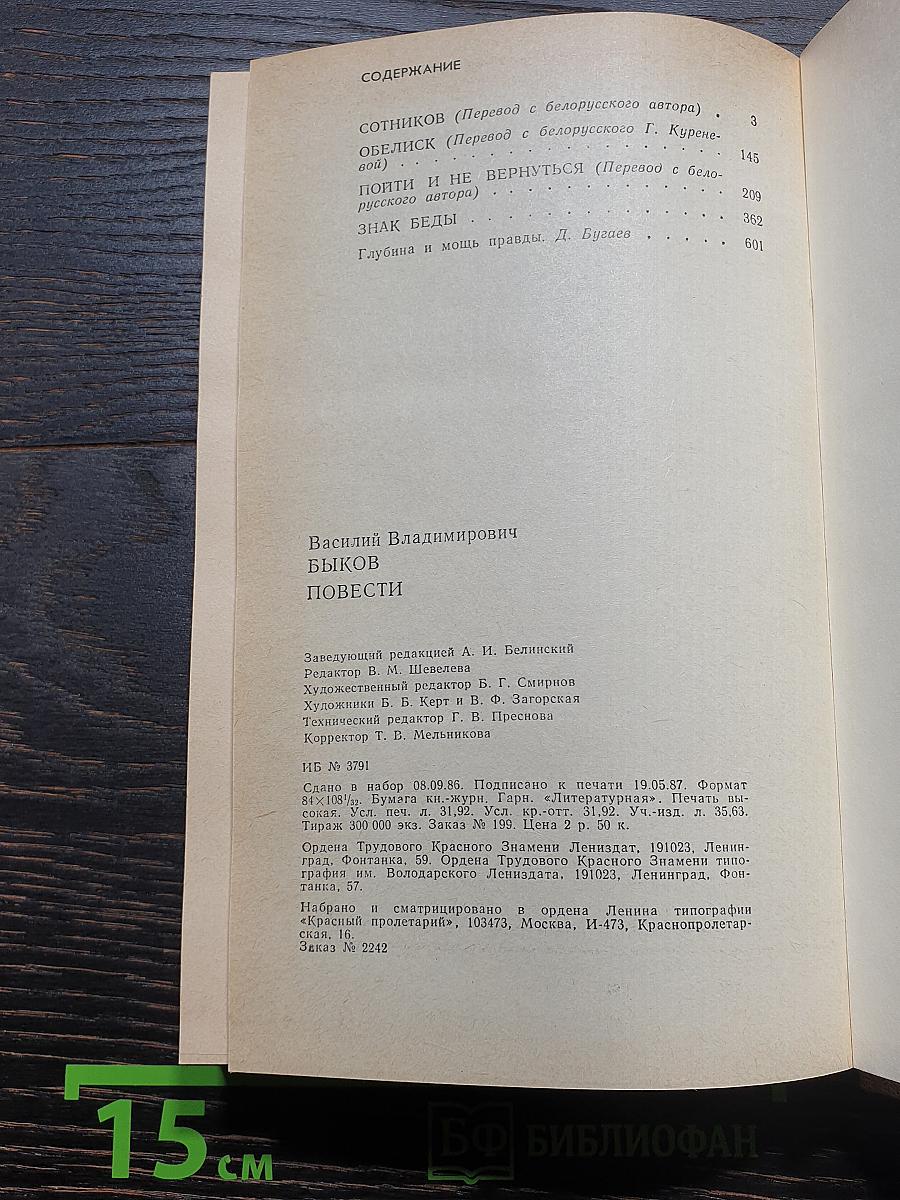 СОДЕРЖАНИЕ
СОТНИКОВ (Перевод с белорусского автора) . 3
ОБЕЛИСК (Перевод с белорусского Г. Курене-
вой) . . . . . . . . . . . . . . . . . . 145
ПОЙТИ И НЕ ВЕРНУТЬСЯ (Перевод с бело-
русского автора) . . . . . . . . . . . . . 209
ЗНАК БЕДЫ . . . . . . . . . . . . . . 362
Глубина и мощь правды. Д. Бугаев . . . . . 601
Василий Владимирович
БЫКОВ
ПОВЕСТИ
Заведующий редакцией А. И. Белинский
Редактор В. М. Шевелева
Художественный редактор Б. Г. Смирнов
Художники Б. Б. Керт и В. Ф. Загорская
Технический редактор Г. В. Преснова
Корректор Т. В. Мельникова
ИБ № 3791
Сдано в набор 08.09.86. Подписано к печати 19.05.87. Формат
84×108¹/₃₂. Бумага кн.-журн. Гарн. «Литературная». Печать вы-
сокая. Усл. печ. л. 31,92. Усл. кр.-отт. 31,92. Уч.-изд. л. 35,63.
Тираж 300 000 экз. Заказ № 199. Цена 2 р. 50 к.
Ордена Трудового Красного Знамени Лениздат, 191023, Ленин-
град, Фонтанка, 59. Ордена Трудового Красного Знамени типо-
графия им. Володарского Лениздата, 191023, Ленинград, Фон-
танка, 57.
Набрано и сматрицировано в ордена Ленина типографии
«Красный пролетарий», 103473, Москва, И-473, Краснопролетар-
ская, 16.
Заказ № 2242
15 см
БФ БИБЛИОФАН